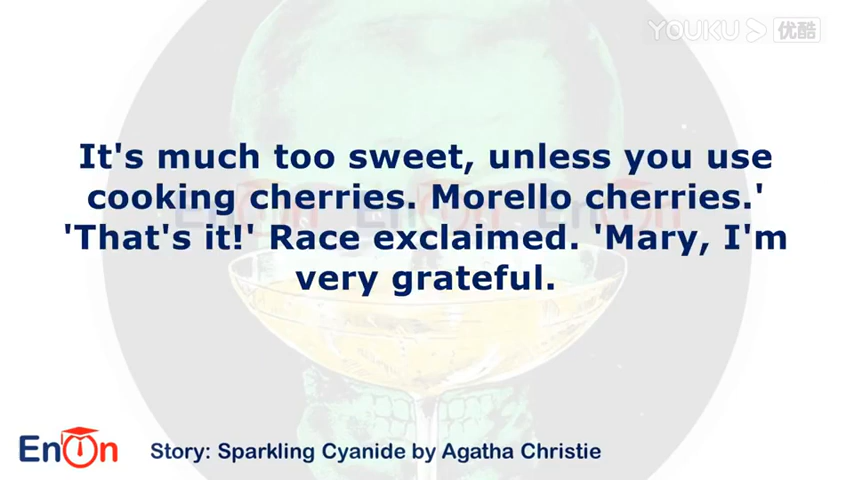 YOUKU 优酷
It's much too sweet, unless you use
cooking cherries. Morello cherries.'
'That's it!' Race exclaimed. 'Mary, I'm
very grateful.
EnOn
Story: Sparkling Cyanide by Agatha Christie